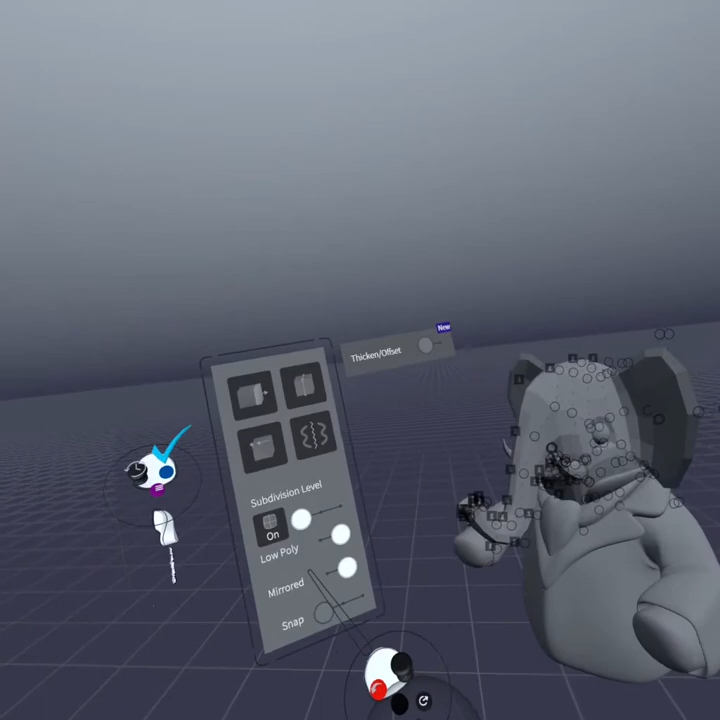 New
Thicken/Offset
Subdivision Level
On
Low Poly
Mirrored
Snap